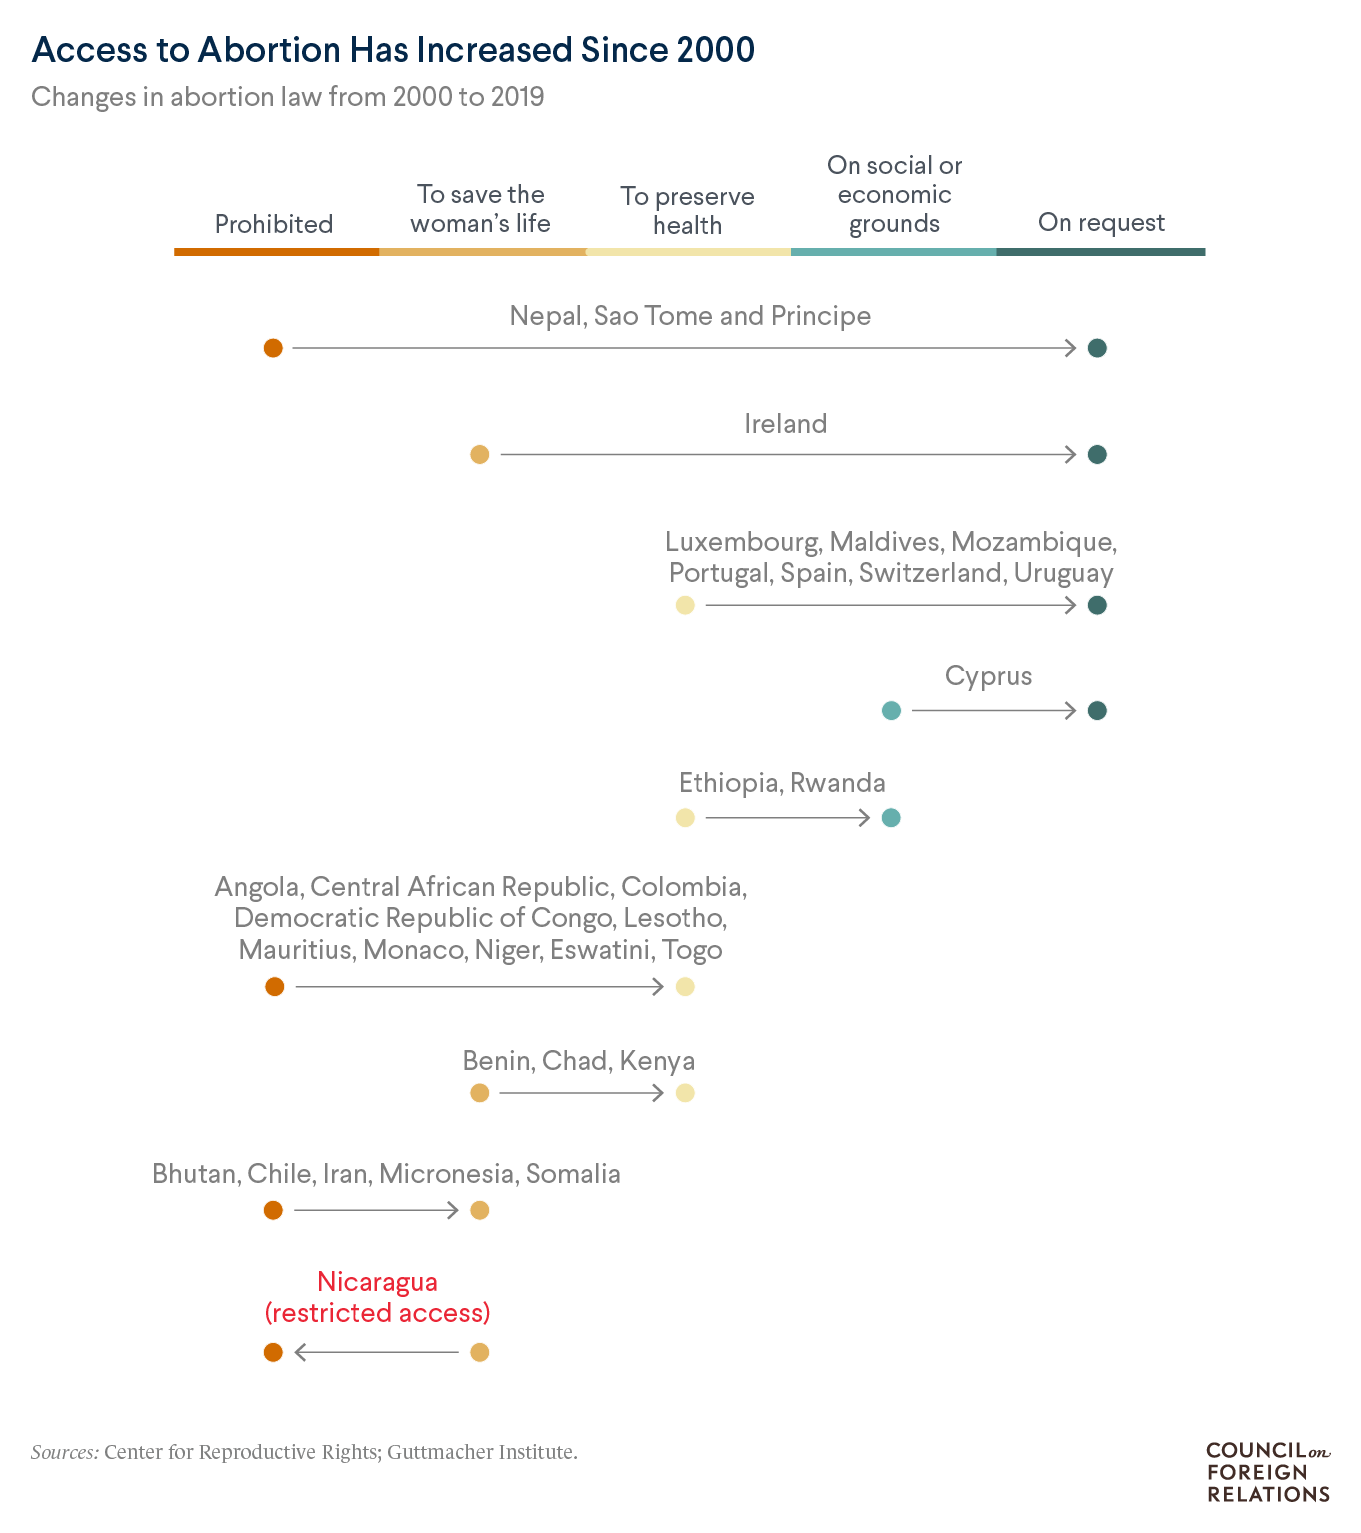 Access to Abortion Has Increased Since 2000
Changes in abortion law from 2000 to 2019
Prohibited
To save the
woman's life
To preserve
health
On social or
economic
grounds
On request
Nepal, Sao Tome and Principe
Ireland
Luxembourg, Maldives, Mozambique,
Portugal, Spain, Switzerland, Uruguay
Cyprus
Ethiopia, Rwanda
Angola, Central African Republic, Colombia,
Democratic Republic of Congo, Lesotho,
Mauritius, Monaco, Niger, Eswatini, Togo
Benin, Chad, Kenya
Bhutan, Chile, Iran, Micronesia, Somalia
Nicaragua
(restricted access)
Sources: Center for Reproductive Rights; Guttmacher Institute.
COUNCIL on
FOREIGN
RELATIONS